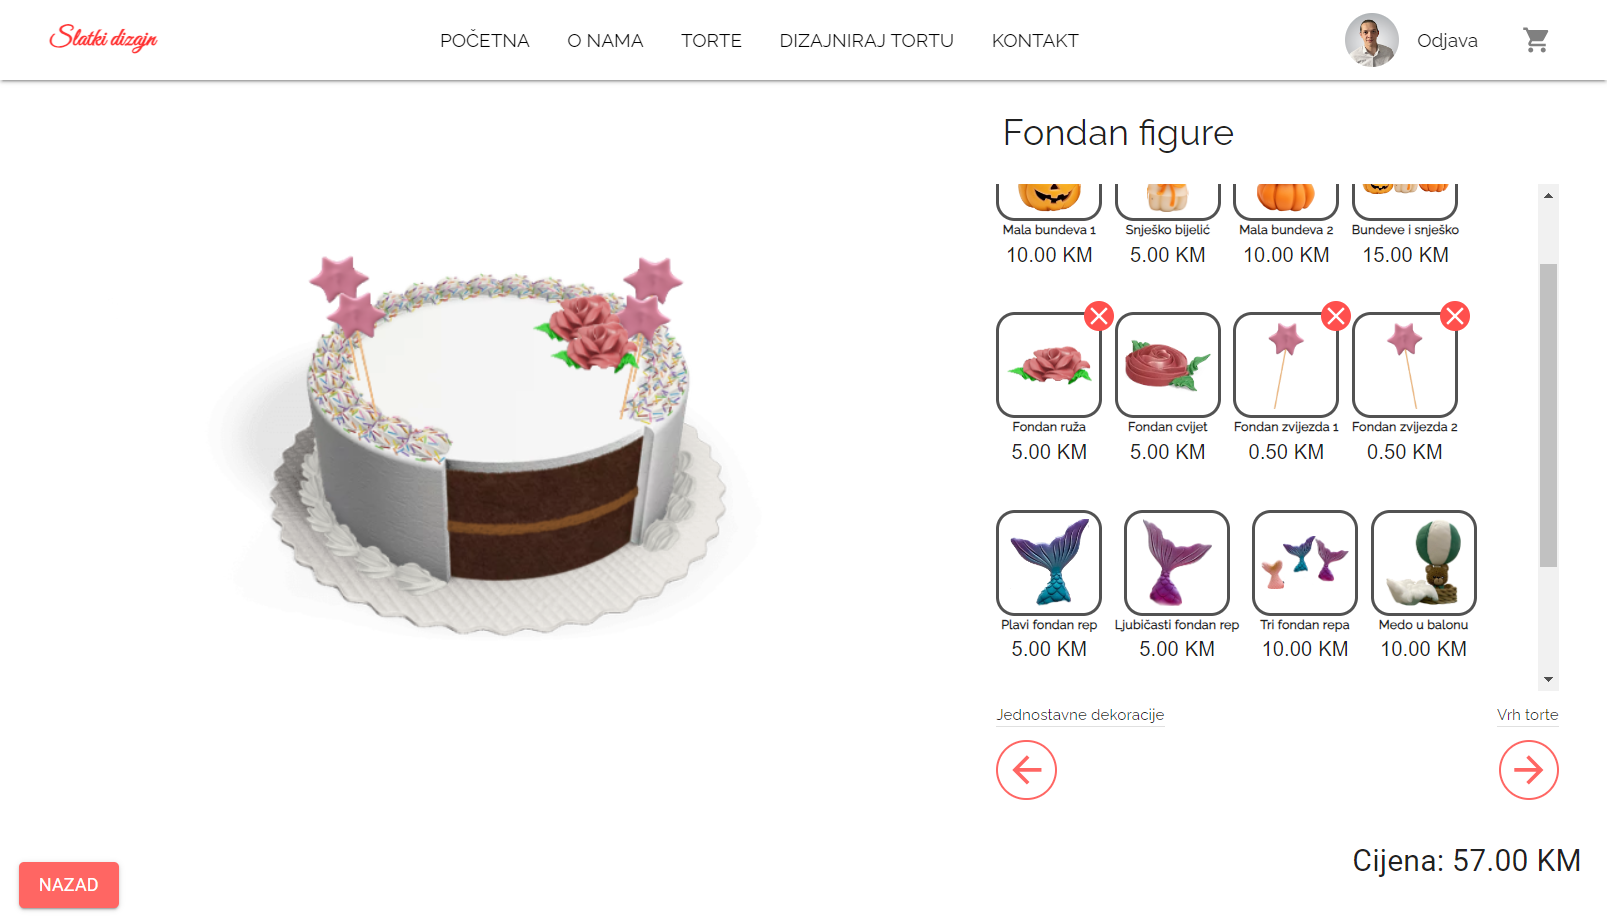 Slatki dizajn
POČETNA O NAMA TORTE DIZAJNIRAJ TORTU KONTAKT
Odjava
Fondan figure
Mala bundeva 1 Snješko bijelić Mala bundeva 2 Bundeve i snješko
10.00 KM 5.00 KM 10.00 KM 15.00 KM
Fondan ruža Fondan cvijet Fondan zvijezda 1 Fondan zvijezda 2
5.00 KM 5.00 KM 0.50 KM 0.50 KM
Plavi fondan rep Ljubičasti fondan rep Tri fondan repa Medo u balonu
5.00 KM 5.00 KM 10.00 KM 10.00 KM
Jednostavne dekoracije Vrh torte
Cijena: 57.00 KM
NAZAD